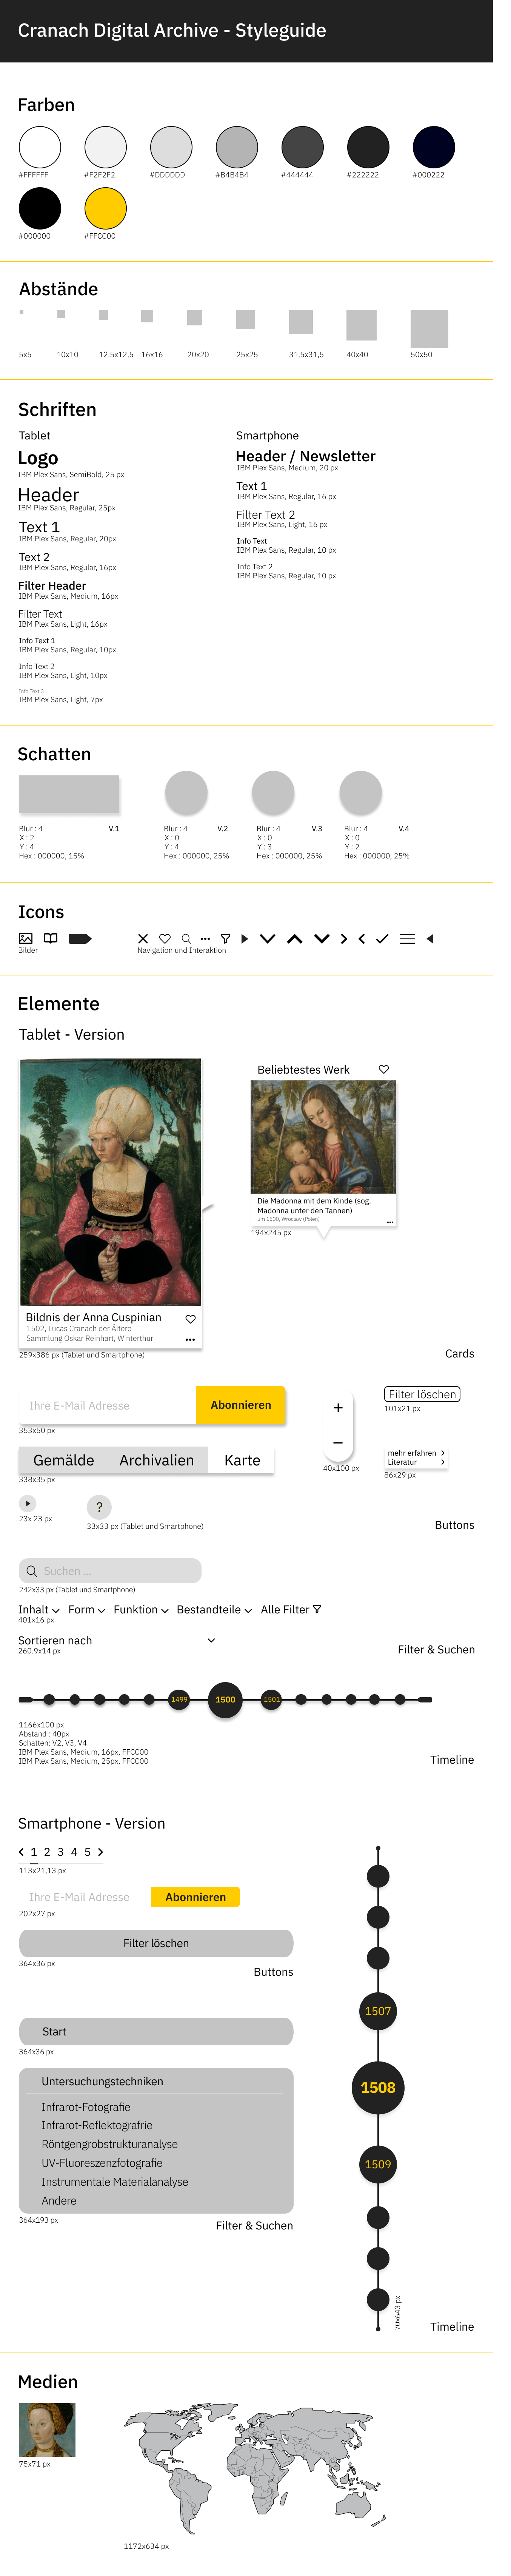 Cranach Digital Archive - Styleguide
Farben
#FFFFFF
#F2F2F2
#DDDDDD
#B4B4B4
#444444
#222222
#000222
#000000
#FFCC00
Abstände
5x5
10x10
12,5x12,5
16x16
20x20
25x25
31,5x31,5
40x40
50x50
Schriften
Tablet
Logo
IBM Plex Sans, SemiBold, 25 px
Header
IBM Plex Sans, Regular, 25px
Text 1
IBM Plex Sans, Regular, 20px
Text 2
IBM Plex Sans, Regular, 16px
Filter Header
IBM Plex Sans, Medium, 16px
Filter Text
IBM Plex Sans, Light, 16px
Info Text 1
IBM Plex Sans, Regular, 10px
Info Text 2
IBM Plex Sans, Light, 10px
Info Text 3
IBM Plex Sans, Light, 7px
Smartphone
Header / Newsletter
IBM Plex Sans, Medium, 20 px
Text 1
IBM Plex Sans, Regular, 16 px
Filter Text 2
IBM Plex Sans, Light, 16 px
Info Text
IBM Plex Sans, Regular, 10 px
Info Text 2
IBM Plex Sans, Regular, 10 px
Schatten
Blur : 4 V.1
X : 2
Y : 4
Hex : 000000, 15%
Blur : 4 V.2
X : 0
Y : 4
Hex : 000000, 25%
Blur : 4 V.3
X : 0
Y : 3
Hex : 000000, 25%
Blur : 4 V.4
X : 0
Y : 2
Hex : 000000, 25%
Icons
Bilder
Navigation und Interaktion
Elemente
Tablet - Version
Bildnis der Anna Cuspinian
1502, Lucas Cranach der Ältere
Sammlung Oskar Reinhart, Winterthur
259x386 px (Tablet und Smartphone)
Beliebtestes Werk
Die Madonna mit dem Kinde (sog.
Madonna unter den Tannen)
um 1500, Wroclaw (Polen)
194x245 px
Cards
Ihre E-Mail Adresse
Abonnieren
353x50 px
Gemälde Archivalien Karte
338x35 px
23x 23 px
?
33x33 px (Tablet und Smartphone)
+
−
40x100 px
Filter löschen
101x21 px
mehr erfahren
Literatur
86x29 px
Buttons
Suchen ...
242x33 px (Tablet und Smartphone)
Inhalt Form Funktion Bestandteile Alle Filter
401x16 px
Sortieren nach
260.9x14 px
Filter & Suchen
1499 1500 1501
1166x100 px
Abstand : 40px
Schatten: V2, V3, V4
IBM Plex Sans, Medium, 16px, FFCC00
IBM Plex Sans, Medium, 25px, FFCC00
Timeline
Smartphone - Version
1 2 3 4 5
113x21,13 px
Ihre E-Mail Adresse
Abonnieren
202x27 px
Filter löschen
364x36 px
Buttons
Start
364x36 px
Untersuchungstechniken
Infrarot-Fotografie
Infrarot-Reflektografrie
Röntgengrobstrukturanalyse
UV-Fluoreszenzfotografie
Instrumentale Materialanalyse
Andere
364x193 px
Filter & Suchen
1507
1508
1509
70x643 px
Timeline
Medien
75x71 px
1172x634 px